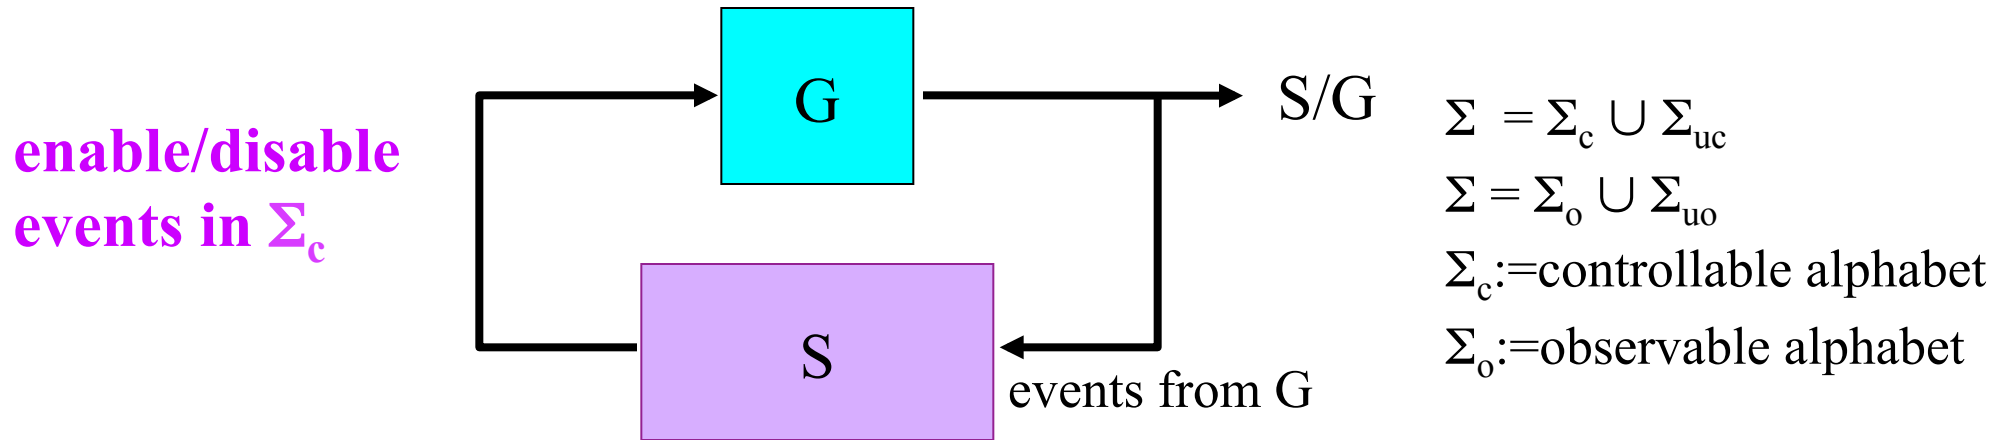 G
S/G
enable/disable
events in Σc
S
events from G
Σ = Σc ∪ Σuc
Σ = Σo ∪ Σuo
Σc:=controllable alphabet
Σo:=observable alphabet